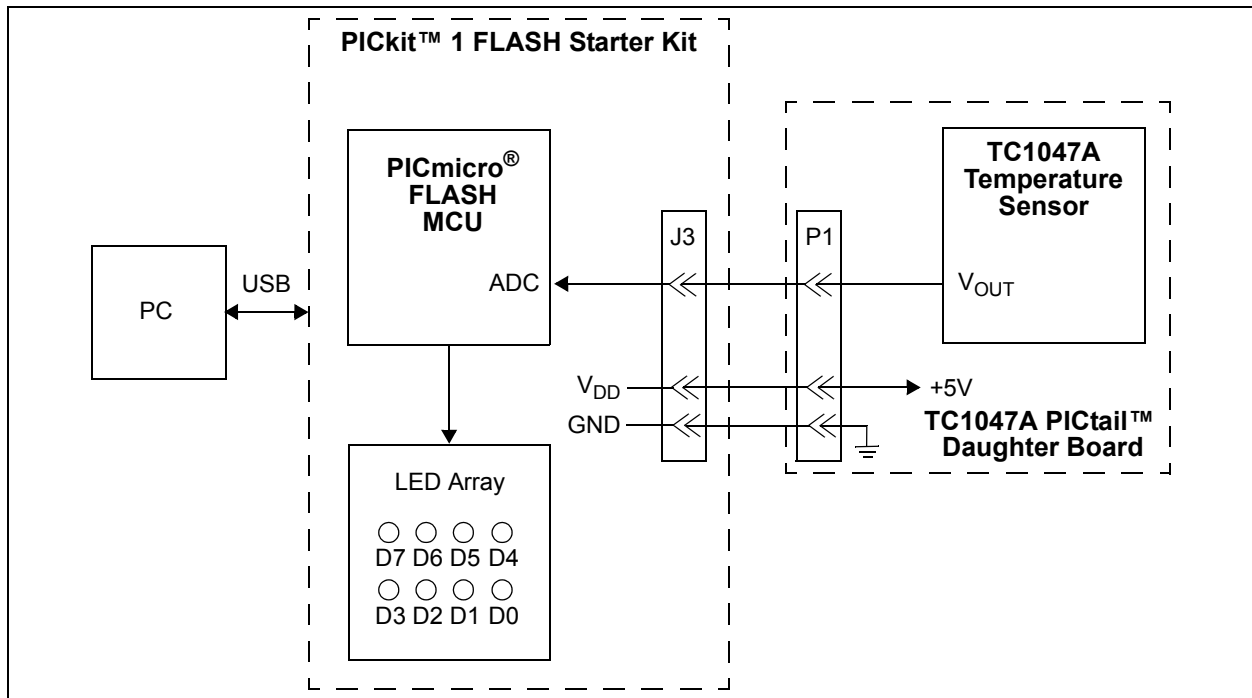 PICkit™ 1 FLASH Starter Kit
PICmicro®
FLASH
MCU
ADC
PC
USB
J3
P1
TC1047A
Temperature
Sensor
VOUT
VDD
GND
+5V
TC1047A PICtail™
Daughter Board
LED Array
D7 D6 D5 D4
D3 D2 D1 D0